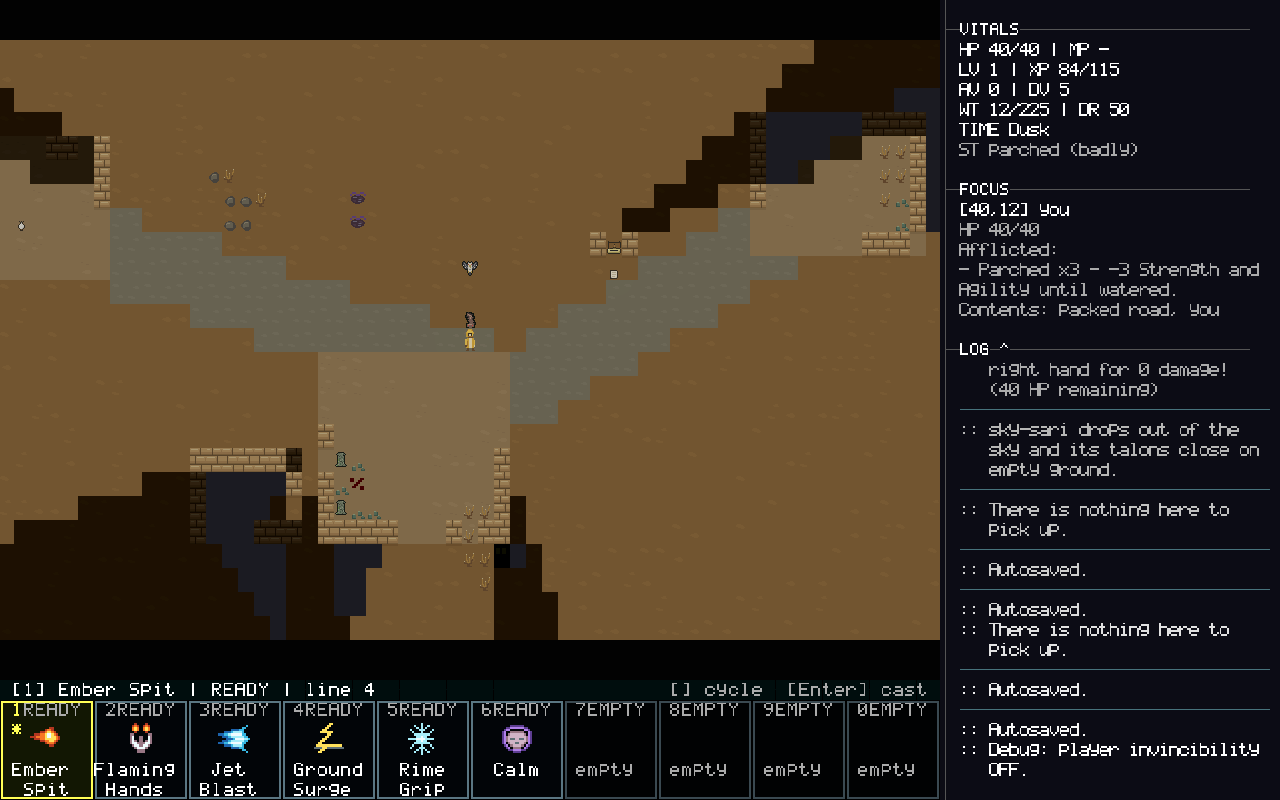 VITALS
HP 40/40 | MP -
LV 1 | XP 84/115
AV 0 | DV 5
WT 12/225 | DR 50
TIME Dusk
ST Parched (badly)
FOCUS
[40,12] You
HP 40/40
Afflicted:
- Parched x3 - -3 Strength and
Agility until watered.
Contents: Packed road, You
LOG ^
right hand for 0 damage!
(40 HP remaining)
:: sky-sari drops out of the
sky and its talons close on
empty ground.
:: There is nothing here to
Pick up.
:: Autosaved.
:: Autosaved.
:: There is nothing here to
Pick up.
:: Autosaved.
:: Autosaved.
:: Debug: Player invincibility
OFF.
[1] Ember Spit | READY | line 4
[] cycle [Enter] cast
1READY 2READY 3READY 4READY 5READY 6READY 7EMPTY 8EMPTY 9EMPTY 0EMPTY
*
Ember Flaming Jet Ground Rime Calm empty empty empty empty
Spit Hands Blast Surge Grip